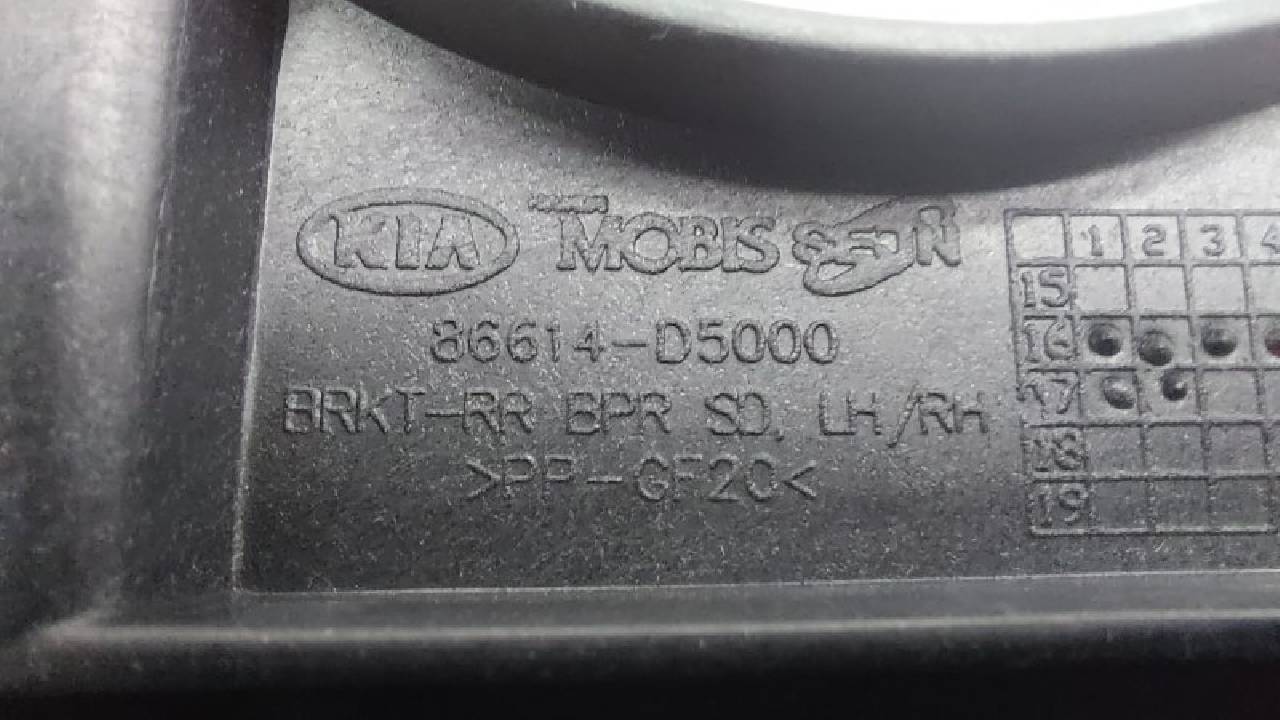 KIA MOBIS
86614-D5000
BRKT-RR BPR SD, LH/RH
>PP-GF20<
1 2 3 4
15
16
17
18
19